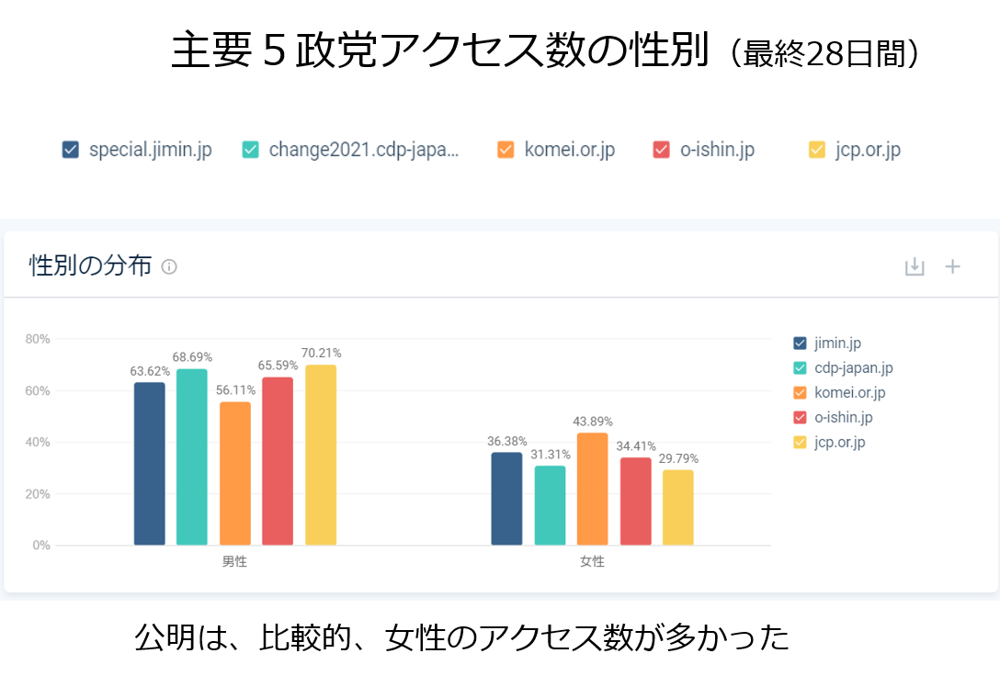 主要５政党アクセス数の性別（最終28日間）
special.jimin.jp change2021.cdp-japa... komei.or.jp o-ishin.jp jcp.or.jp
性別の分布
80%
60%
40%
20%
0%
63.62% 68.69% 56.11% 65.59% 70.21%
36.38% 31.31% 43.89% 34.41% 29.79%
男性 女性
jimin.jp
cdp-japan.jp
komei.or.jp
o-ishin.jp
jcp.or.jp
公明は、比較的、女性のアクセス数が多かった